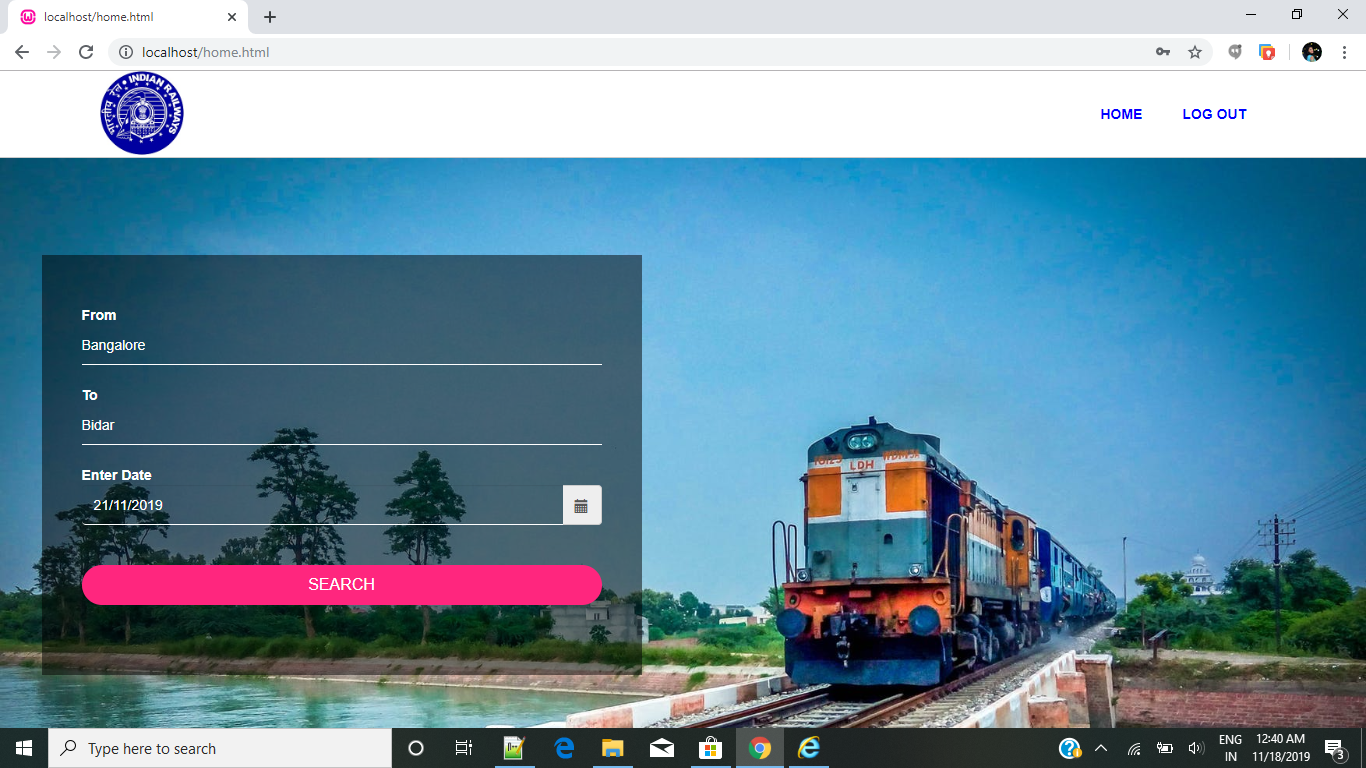 localhost/home.html
localhost/home.html
भारतीय रेल • INDIAN RAILWAYS
HOME
LOG OUT
From
Bangalore
To
Bidar
Enter Date
21/11/2019
SEARCH
LDH
Type here to search
ENG
IN
12:40 AM
11/18/2019
3